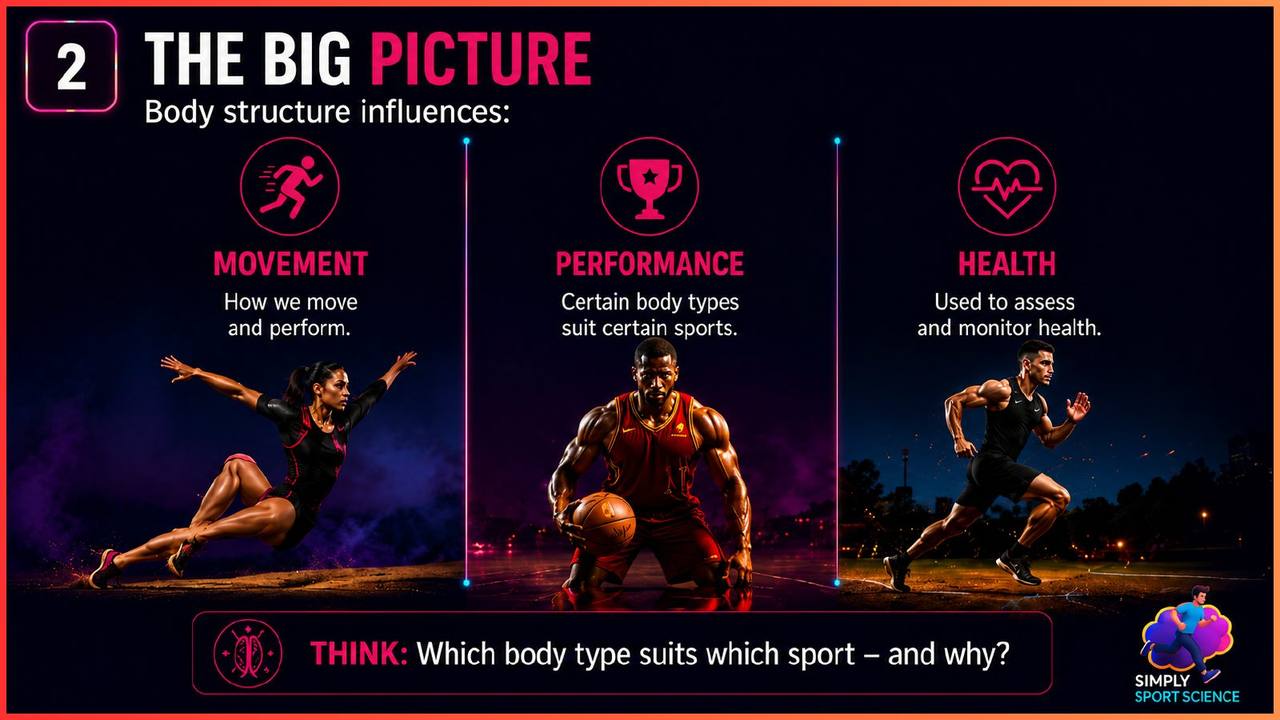 2
THE BIG PICTURE
Body structure influences:
MOVEMENT
How we move
and perform.
PERFORMANCE
Certain body types
suit certain sports.
HEALTH
Used to assess
and monitor health.
THINK: Which body type suits which sport – and why?
SIMPLY
SPORT SCIENCE